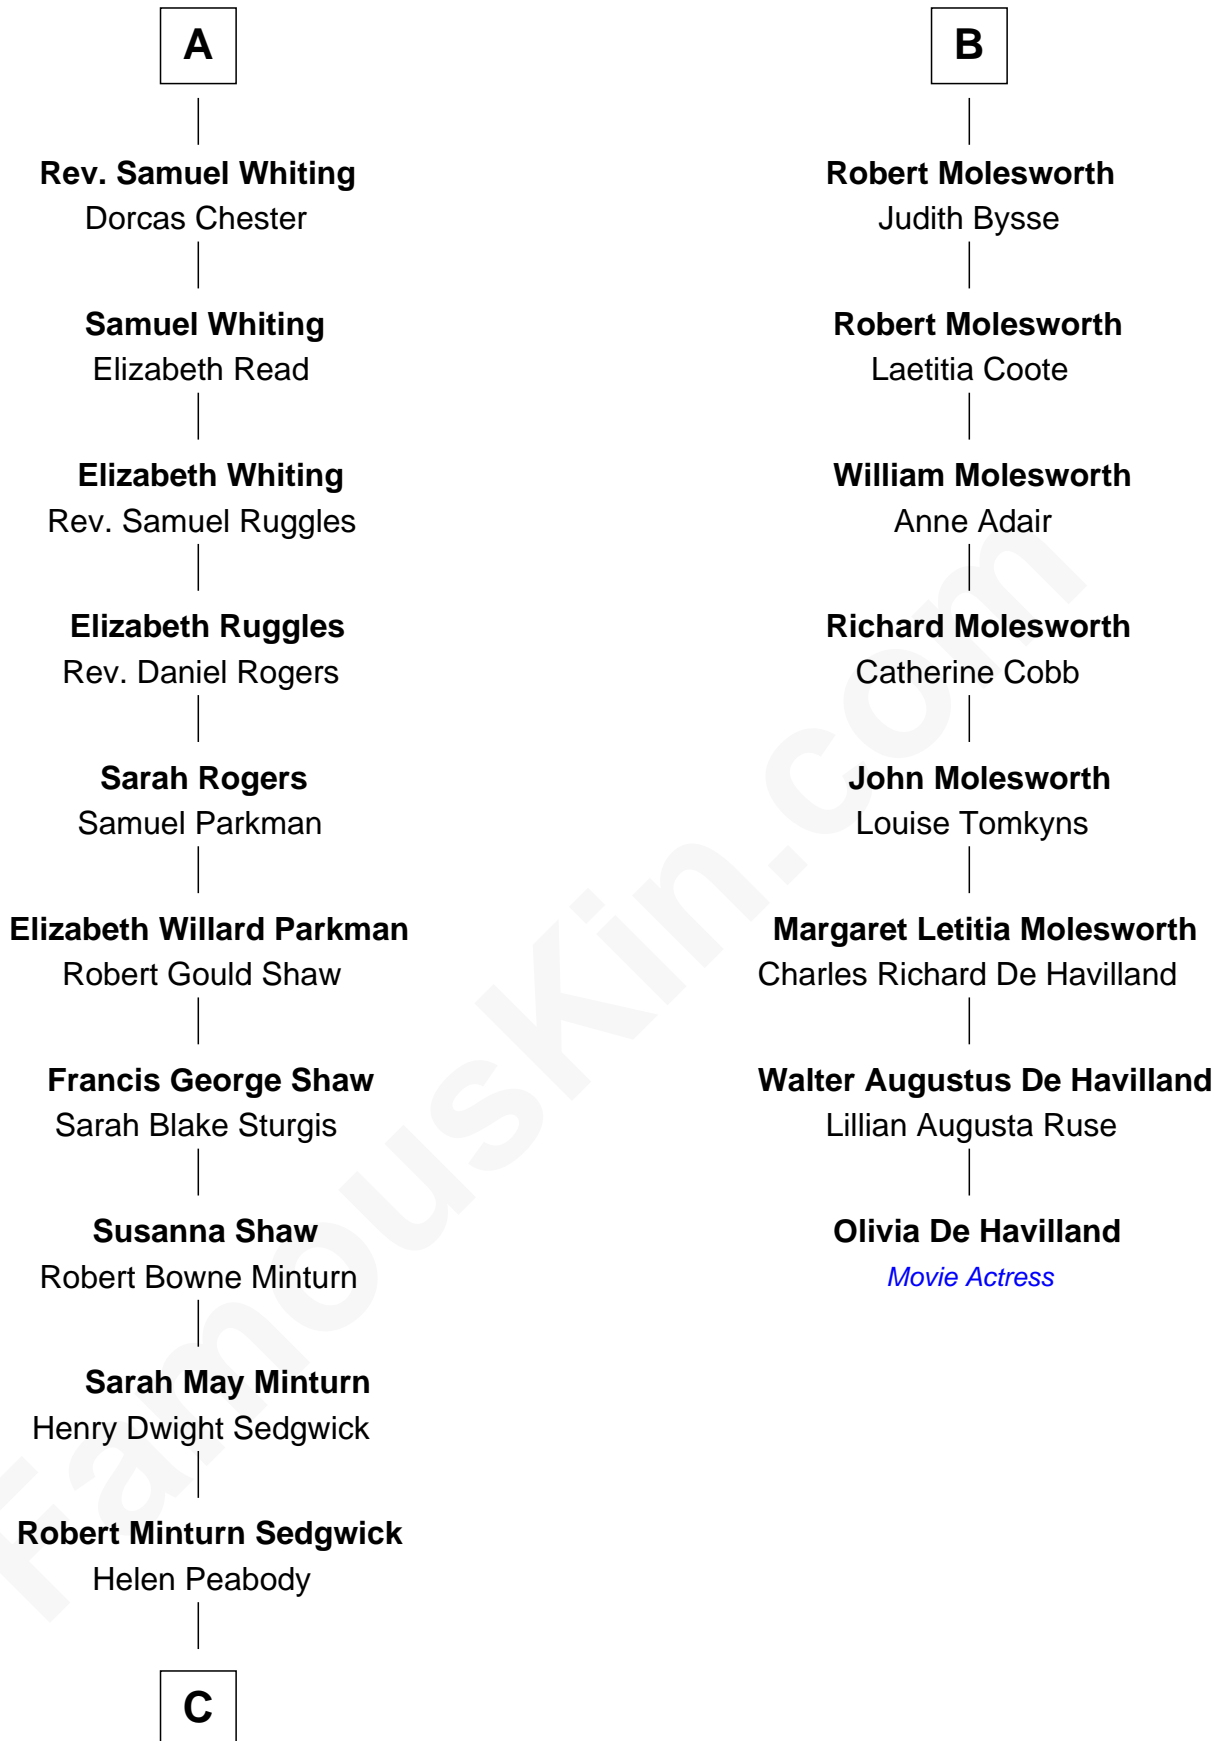 A
Rev. Samuel Whiting
Dorcas Chester
Samuel Whiting
Elizabeth Read
Elizabeth Whiting
Rev. Samuel Ruggles
Elizabeth Ruggles
Rev. Daniel Rogers
Sarah Rogers
Samuel Parkman
Elizabeth Willard Parkman
Robert Gould Shaw
Francis George Shaw
Sarah Blake Sturgis
Susanna Shaw
Robert Bowne Minturn
Sarah May Minturn
Henry Dwight Sedgwick
Robert Minturn Sedgwick
Helen Peabody
C
B
Robert Molesworth
Judith Bysse
Robert Molesworth
Laetitia Coote
William Molesworth
Anne Adair
Richard Molesworth
Catherine Cobb
John Molesworth
Louise Tomkyns
Margaret Letitia Molesworth
Charles Richard De Havilland
Walter Augustus De Havilland
Lillian Augusta Ruse
Olivia De Havilland
Movie Actress
FamousKin.com